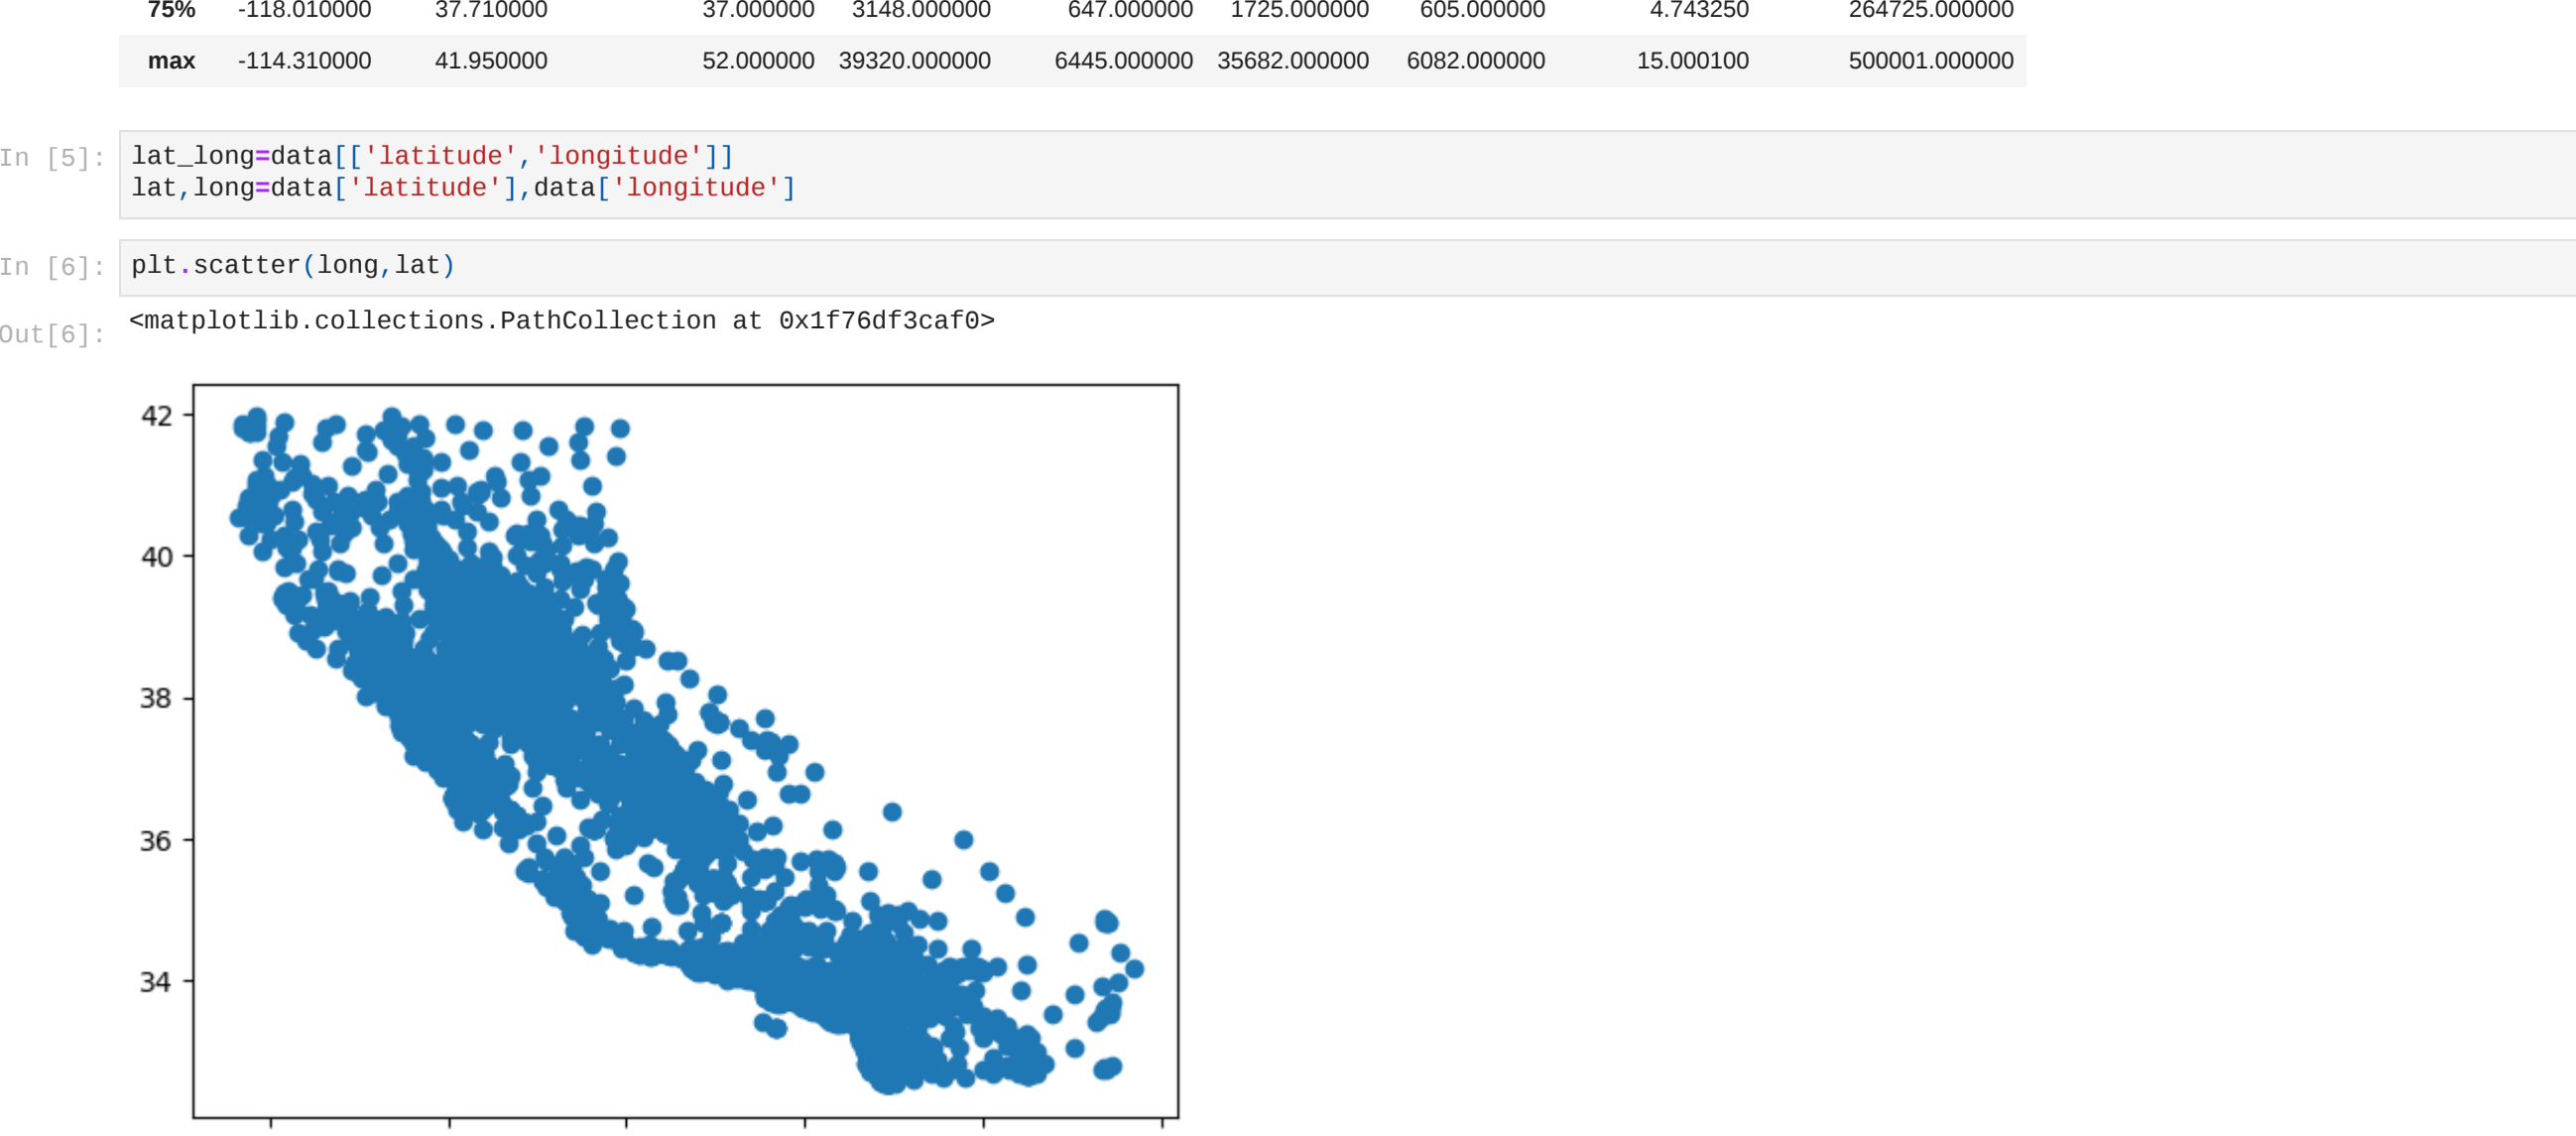 75% -118.010000 37.710000 37.000000 3148.000000 647.000000 1725.000000 605.000000 4.743250 264725.000000
max -114.310000 41.950000 52.000000 39320.000000 6445.000000 35682.000000 6082.000000 15.000100 500001.000000
In [5]: lat_long=data[['latitude','longitude']]
lat,long=data['latitude'],data['longitude']
In [6]: plt.scatter(long,lat)
Out[6]: <matplotlib.collections.PathCollection at 0x1f76df3caf0>
42
40
38
36
34